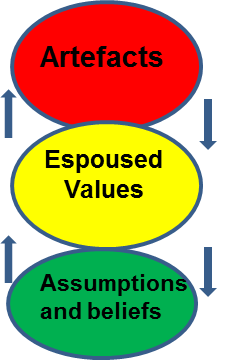 Artefacts
Espoused
Values
Assumptions
and beliefs